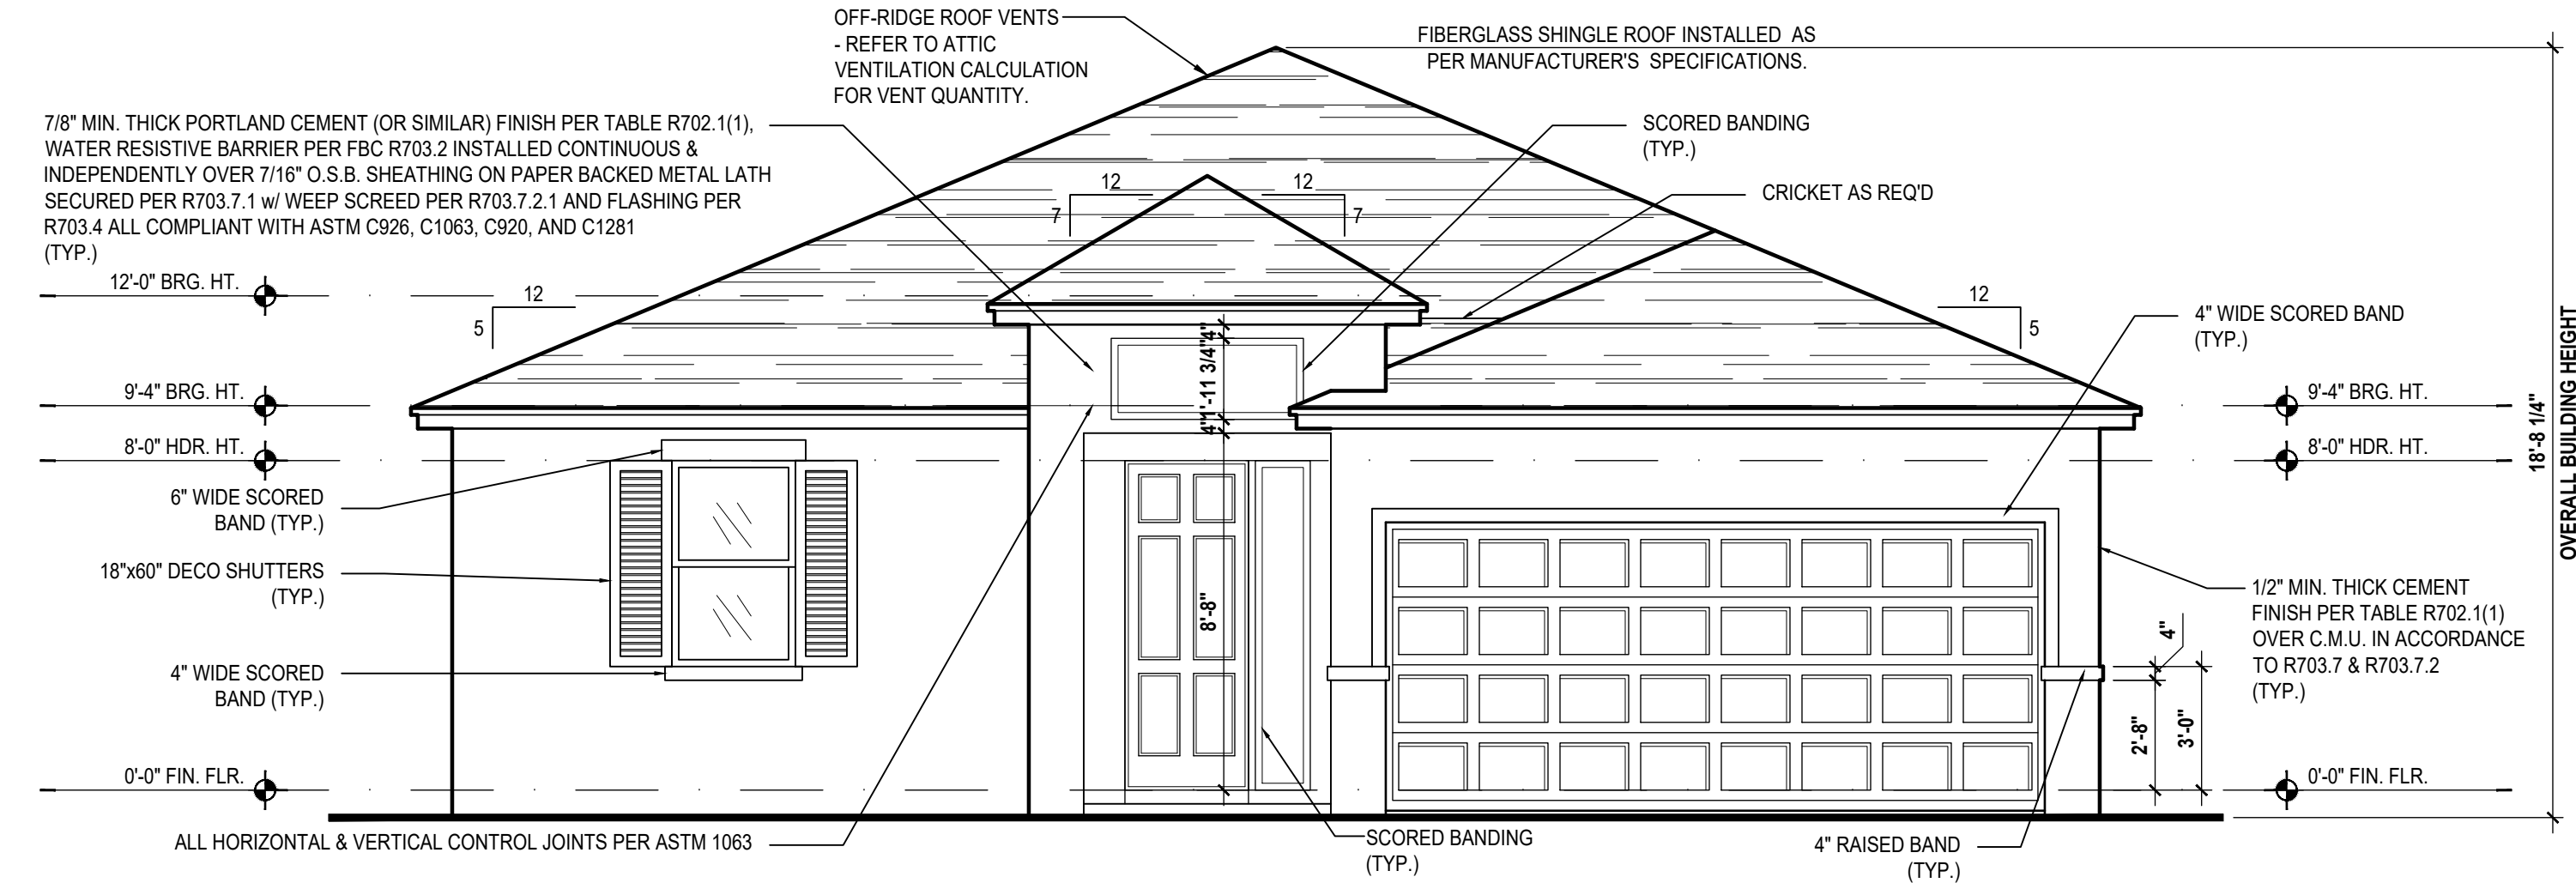 OFF-RIDGE ROOF VENTS
- REFER TO ATTIC
VENTILATION CALCULATION
FOR VENT QUANTITY.
FIBERGLASS SHINGLE ROOF INSTALLED AS
PER MANUFACTURER'S SPECIFICATIONS.
7/8" MIN. THICK PORTLAND CEMENT (OR SIMILAR) FINISH PER TABLE R702.1(1),
WATER RESISTIVE BARRIER PER FBC R703.2 INSTALLED CONTINUOUS &
INDEPENDENTLY OVER 7/16" O.S.B. SHEATHING ON PAPER BACKED METAL LATH
SECURED PER R703.7.1 w/ WEEP SCREED PER R703.7.2.1 AND FLASHING PER
R703.4 ALL COMPLIANT WITH ASTM C926, C1063, C920, AND C1281
(TYP.)
SCORED BANDING
(TYP.)
CRICKET AS REQ'D
12
7
12
7
12'-0" BRG. HT.
12
5
12
5
4" WIDE SCORED BAND
(TYP.)
9'-4" BRG. HT.
8'-0" HDR. HT.
4"
1'-11 3/4"
4"
9'-4" BRG. HT.
8'-0" HDR. HT.
18'-8 1/4"
OVERALL BUILDING HEIGHT
6" WIDE SCORED
BAND (TYP.)
18"x60" DECO SHUTTERS
(TYP.)
4" WIDE SCORED
BAND (TYP.)
8'-8"
1/2" MIN. THICK CEMENT
FINISH PER TABLE R702.1(1)
OVER C.M.U. IN ACCORDANCE
TO R703.7 & R703.7.2
(TYP.)
4"
2'-8"
3'-0"
0'-0" FIN. FLR.
0'-0" FIN. FLR.
ALL HORIZONTAL & VERTICAL CONTROL JOINTS PER ASTM 1063
SCORED BANDING
(TYP.)
4" RAISED BAND
(TYP.)